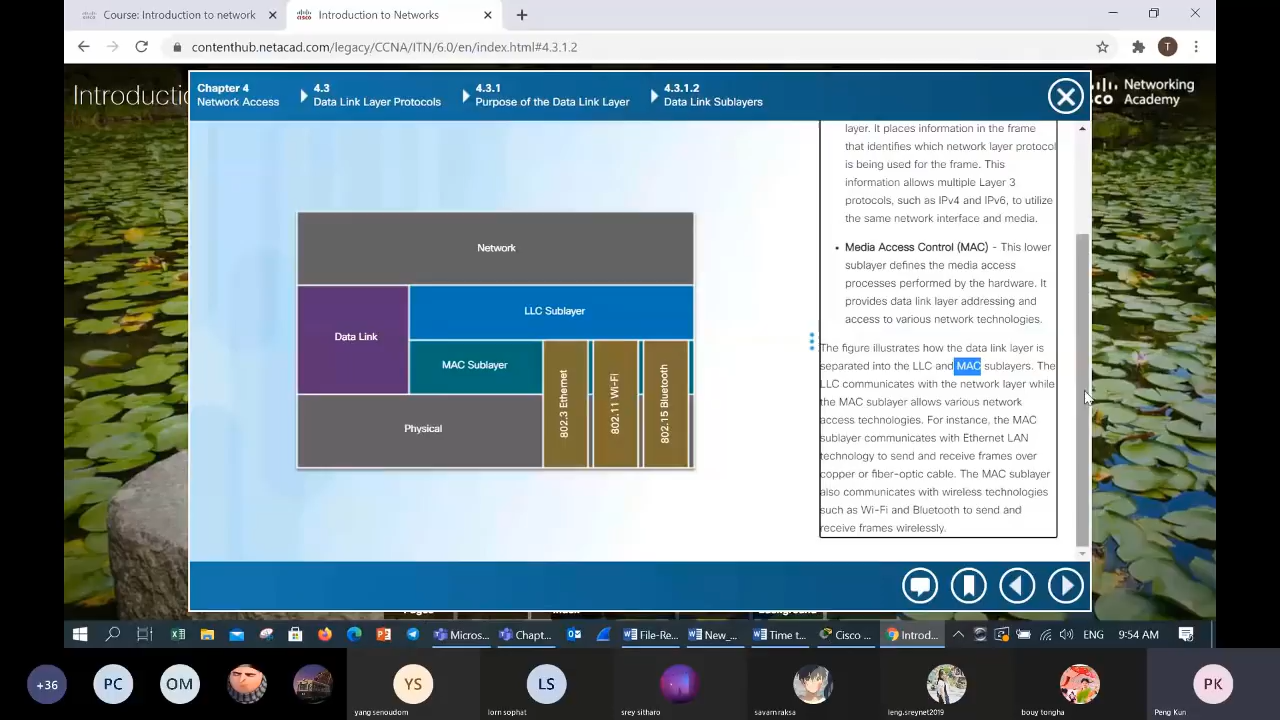 Course: Introduction to network
Introduction to Networks
contenthub.netacad.com/legacy/CCNA/ITN/6.0/en/index.html#4.3.1.2
T
Introductio
Chapter 4
Network Access
4.3
Data Link Layer Protocols
4.3.1
Purpose of the Data Link Layer
4.3.1.2
Data Link Sublayers
Networking
Academy
Network
Data Link
LLC Sublayer
MAC Sublayer
Physical
802.3 Ethernet
802.11 Wi-Fi
802.15 Bluetooth
layer. It places information in the frame
that identifies which network layer protocol
is being used for the frame. This
information allows multiple Layer 3
protocols, such as IPv4 and IPv6, to utilize
the same network interface and media.
• Media Access Control (MAC) - This lower
sublayer defines the media access
processes performed by the hardware. It
provides data link layer addressing and
access to various network technologies.
The figure illustrates how the data link layer is
separated into the LLC and MAC sublayers. The
LLC communicates with the network layer while
the MAC sublayer allows various network
access technologies. For instance, the MAC
sublayer communicates with Ethernet LAN
technology to send and receive frames over
copper or fiber-optic cable. The MAC sublayer
also communicates with wireless technologies
such as Wi-Fi and Bluetooth to send and
receive frames wirelessly.
Micros...
Chapt...
File-Re...
New_...
Time t...
Cisco ...
Introd...
ENG
9:54 AM
+36
PC
OM
YS
yang senoudom
LS
lorn sophat
srey sitharo
savam raksa
leng.sreynet2019
bouy tongha
PK
Peng Kun